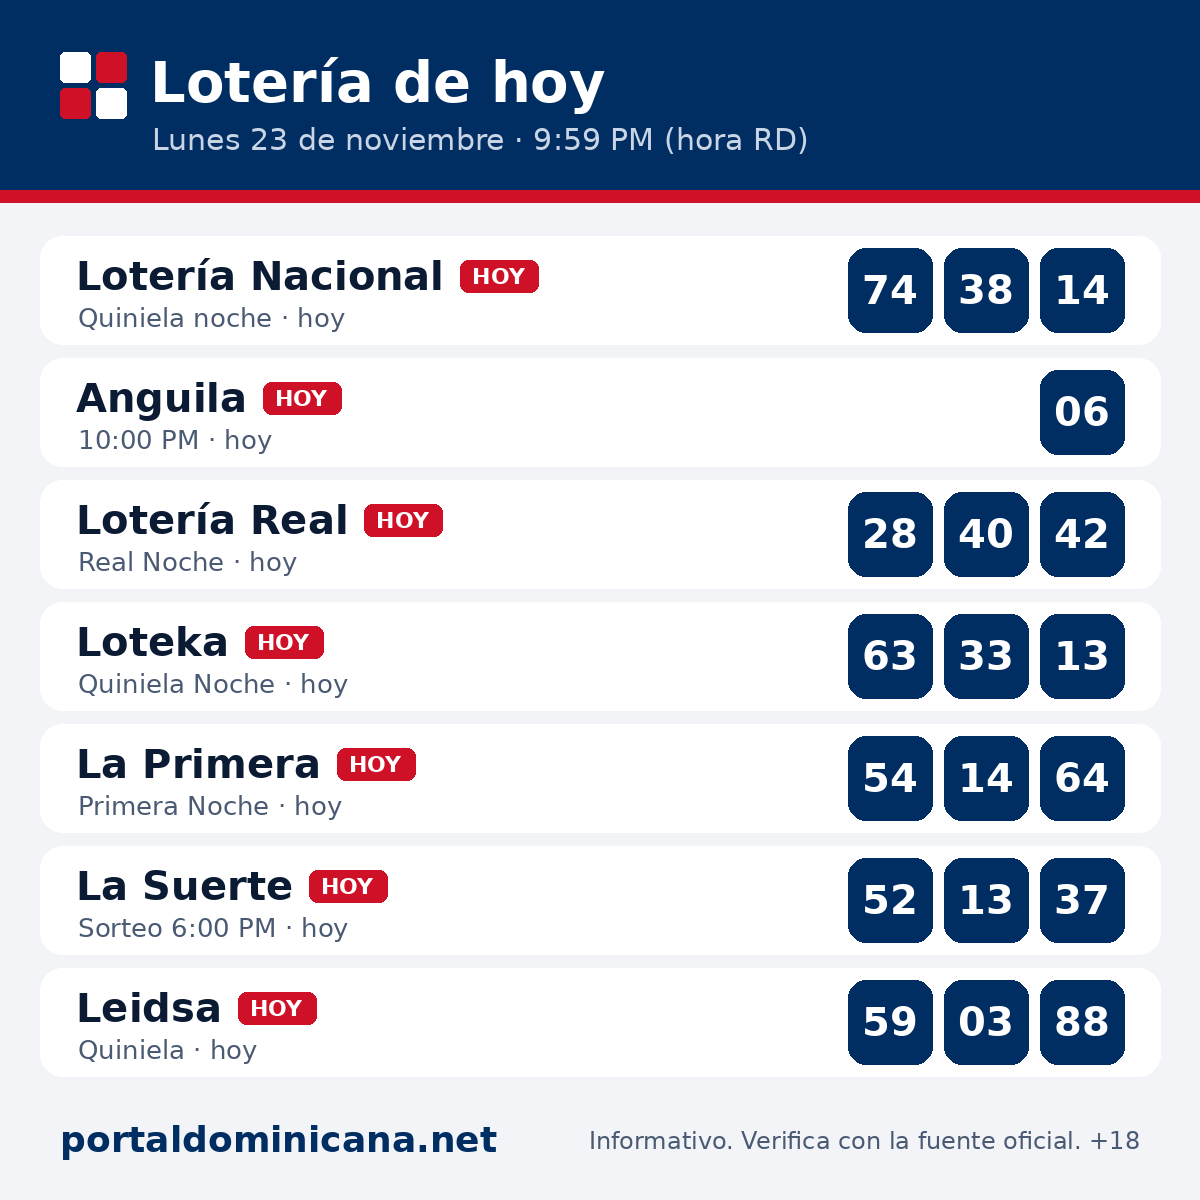 Lotería de hoy
Lunes 23 de noviembre · 9:59 PM (hora RD)
Lotería Nacional HOY
Quiniela noche · hoy
74 38 14
Anguila HOY
10:00 PM · hoy
06
Lotería Real HOY
Real Noche · hoy
28 40 42
Loteka HOY
Quiniela Noche · hoy
63 33 13
La Primera HOY
Primera Noche · hoy
54 14 64
La Suerte HOY
Sorteo 6:00 PM · hoy
52 13 37
Leidsa HOY
Quiniela · hoy
59 03 88
portaldominicana.net
Informativo. Verifica con la fuente oficial. +18